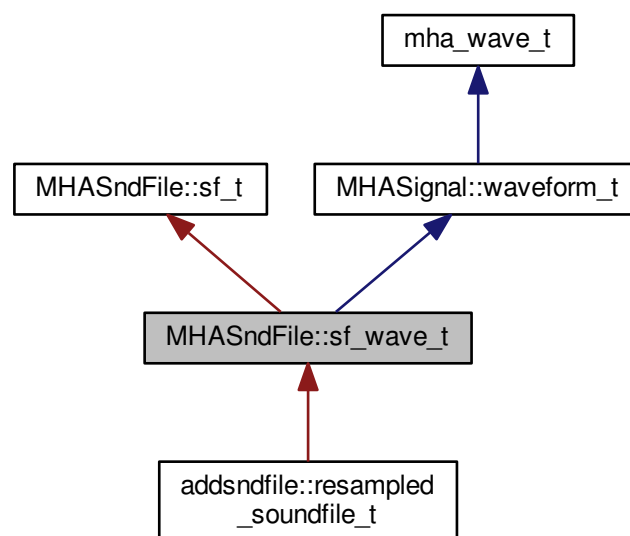 mha_wave_t
MHASndFile::sf_t
MHASignal::waveform_t
MHASndFile::sf_wave_t
addsndfile::resampled
_soundfile_t